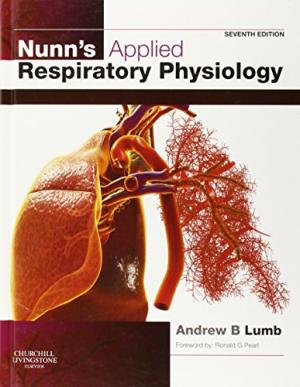 SEVENTH EDITION
Nunn's Applied
Respiratory Physiology
Andrew B Lumb
Foreword by: Ronald G Pearl
CHURCHILL
LIVINGSTONE
ELSEVIER